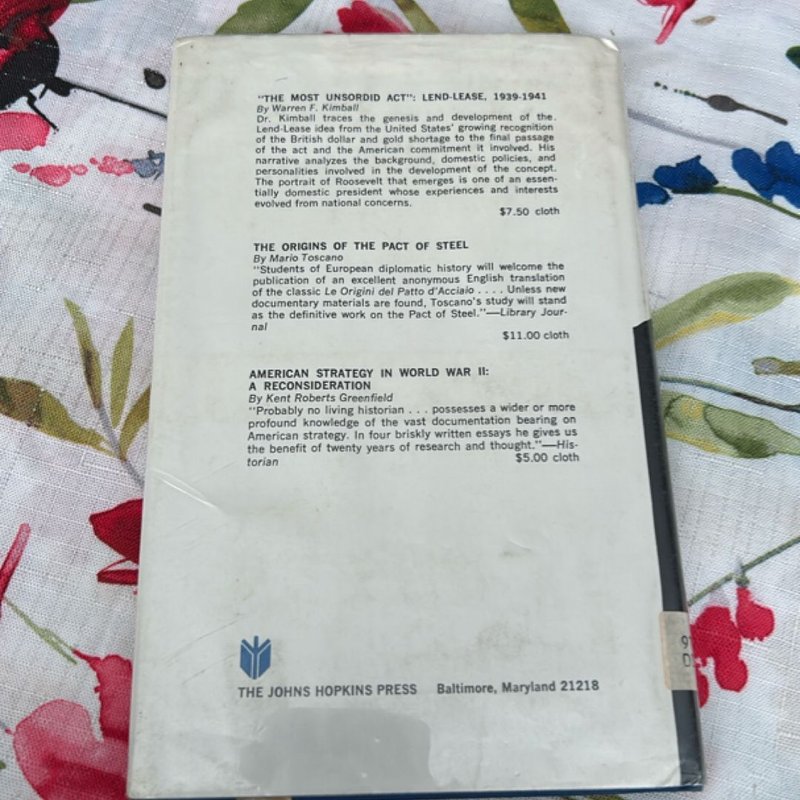 "THE MOST UNSORDID ACT": LEND-LEASE, 1939-1941
By Warren F. Kimball
Dr. Kimball traces the genesis and development of the
Lend-Lease idea from the United States' growing recognition
of the British dollar and gold shortage to the final passage
of the act and the American commitment it involved. His
narrative analyzes the background, domestic policies, and
personalities involved in the development of the concept.
The portrait of Roosevelt that emerges is one of an essen-
tially domestic president whose experiences and interests
evolved from national concerns.
$7.50 cloth
THE ORIGINS OF THE PACT OF STEEL
By Mario Toscano
"Students of European diplomatic history will welcome the
publication of an excellent anonymous English translation
of the classic Le Origini del Patto d'Acciaio . . . . Unless new
documentary materials are found, Toscano's study will stand
as the definitive work on the Pact of Steel."—Library Jour-
nal
$11.00 cloth
AMERICAN STRATEGY IN WORLD WAR II:
A RECONSIDERATION
By Kent Roberts Greenfield
"Probably no living historian . . . possesses a wider or more
profound knowledge of the vast documentation bearing on
American strategy. In four briskly written essays he gives us
the benefit of twenty years of research and thought."—His-
torian $5.00 cloth
THE JOHNS HOPKINS PRESS Baltimore, Maryland 21218